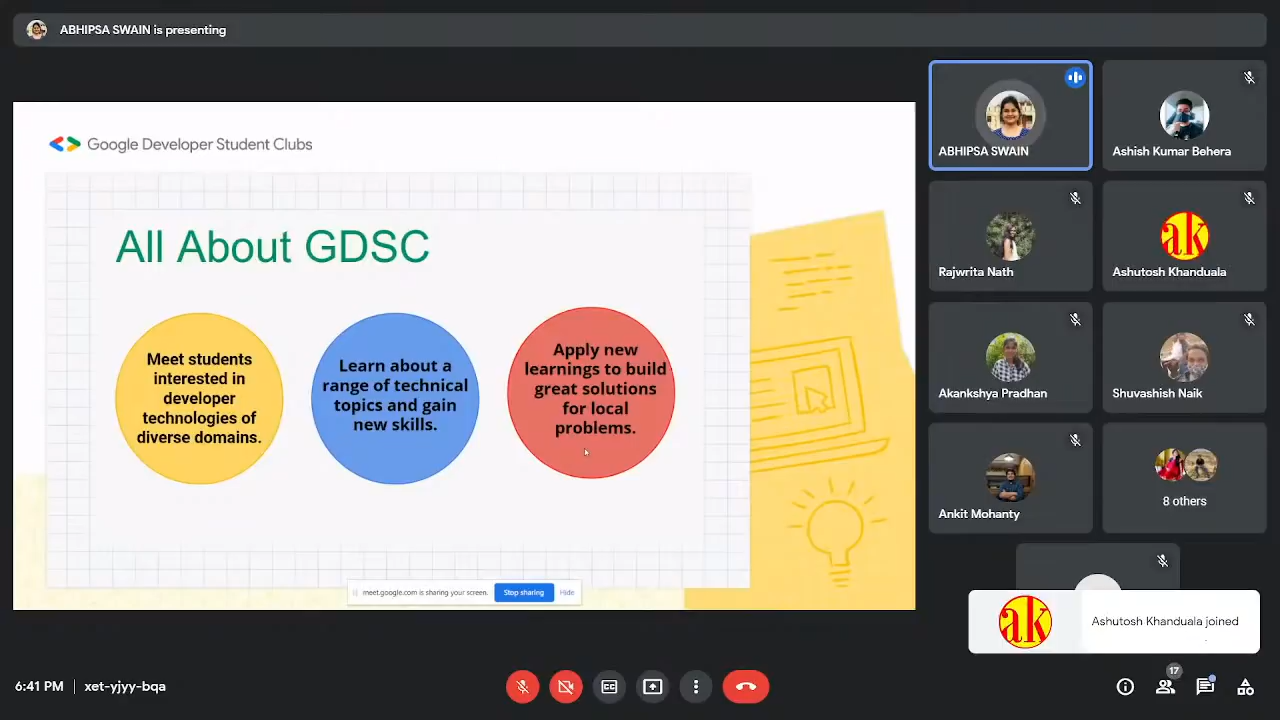 ABHIPSA SWAIN is presenting
Google Developer Student Clubs
All About GDSC
Meet students
interested in
developer
technologies of
diverse domains.
Learn about a
range of technical
topics and gain
new skills.
Apply new
learnings to build
great solutions
for local
problems.
meet.google.com is sharing your screen.
Stop sharing
Hide
ABHIPSA SWAIN
Ashish Kumar Behera
Rajwrita Nath
ak
Ashutosh Khanduala
Akankshya Pradhan
Shuvashish Naik
Ankit Mohanty
8 others
ak
Ashutosh Khanduala joined
6:41 PM | xet-yjyy-bqa
CC
17